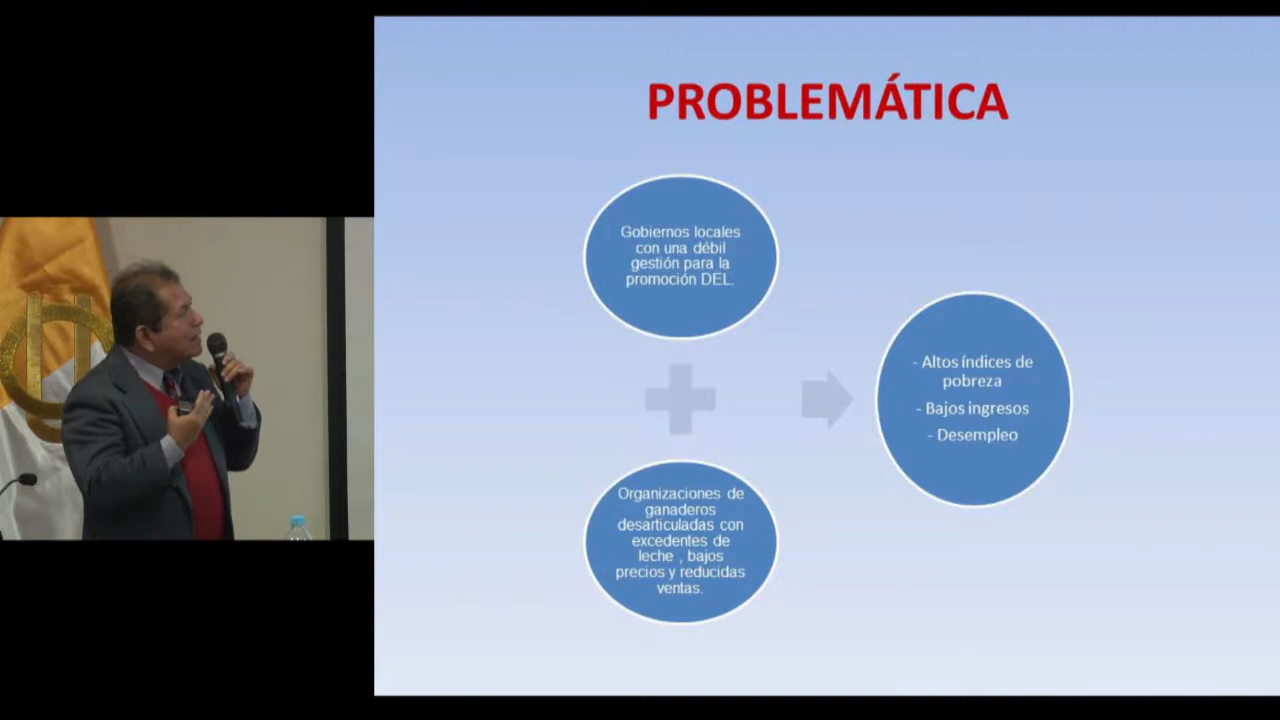 PROBLEMÁTICA
Gobiernos locales
con una débil
gestión para la
promoción DEL.
Organizaciones de
ganaderos
desarticuladas con
excedentes de
leche , bajos
precios y reducidas
ventas.
- Altos índices de
pobreza
- Bajos ingresos
- Desempleo